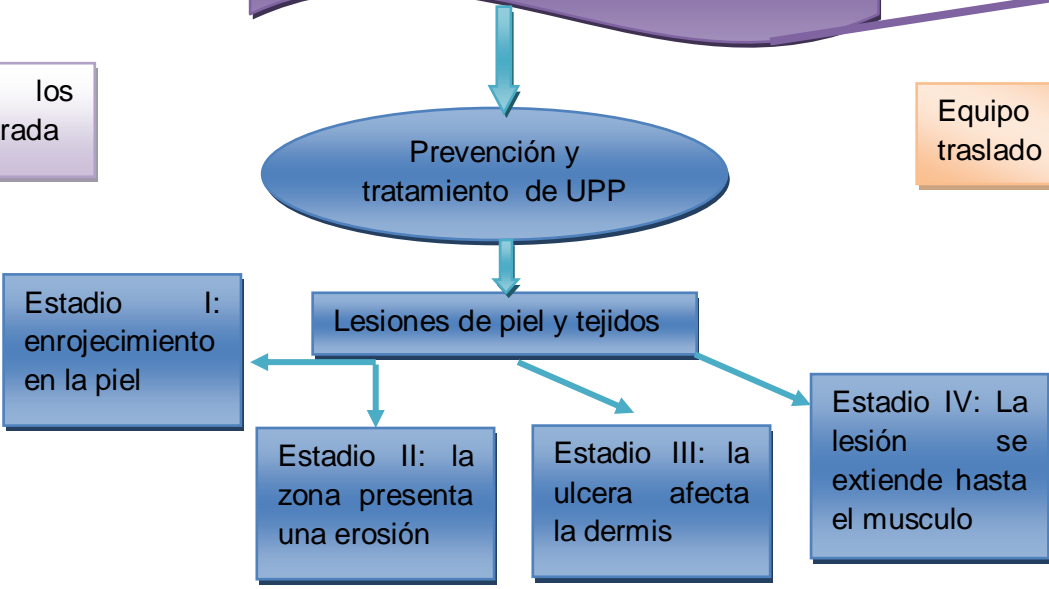 los
rada
Equipo
traslado
Prevención y
tratamiento de UPP
Lesiones de piel y tejidos
Estadio I:
enrojecimiento
en la piel
Estadio II: la
zona presenta
una erosión
Estadio III: la
ulcera afecta
la dermis
Estadio IV: La
lesión se
extiende hasta
el musculo